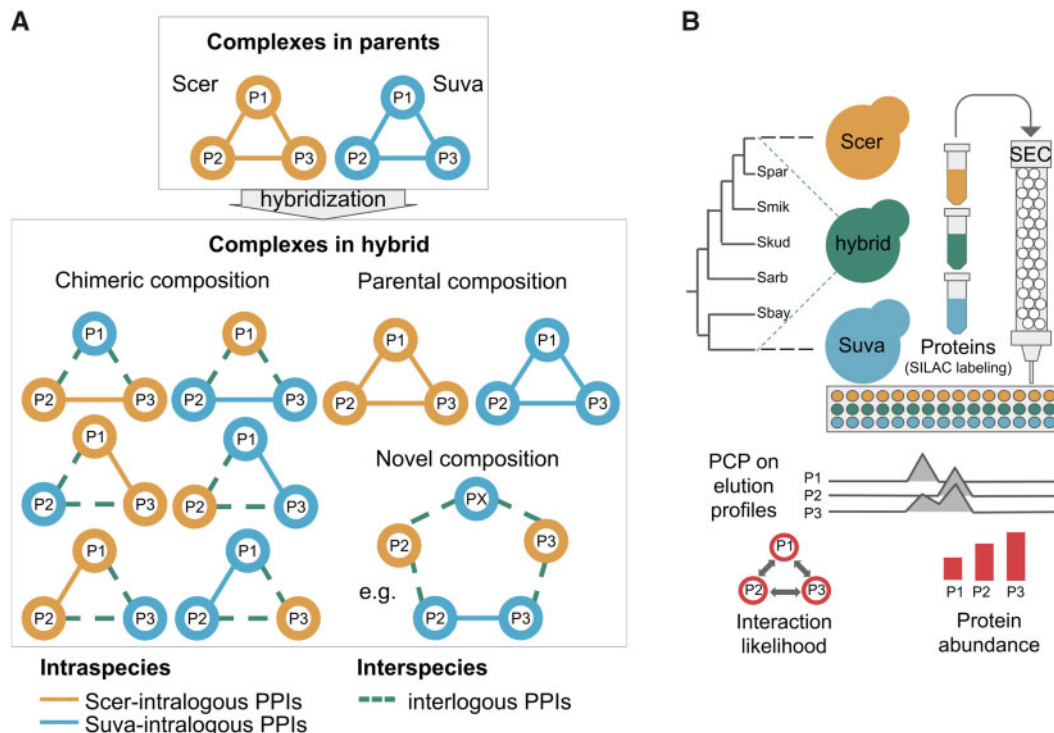 A
Complexes in parents
Scer
Suva
P1
P2
P3
P1
P2
P3
hybridization
Complexes in hybrid
Chimeric composition
Parental composition
P1
P2
P3
P1
P2
P3
P1
P2
P3
P1
P2
P3
P1
P2
P3
P1
P2
P3
P1
P2
P3
P1
P2
P3
Novel composition
e.g.
PX
P2
P3
P2
P3
Intraspecies
Scer-intralogous PPIs
Suva-intralogous PPIs
Interspecies
interlogous PPIs
B
Spar
Smik
Skud
Sarb
Sbay
Scer
hybrid
Suva
Proteins
(SILAC labeling)
SEC
PCP on
elution
profiles
P1
P2
P3
P1
P2
P3
Interaction
likelihood
P1 P2 P3
Protein
abundance